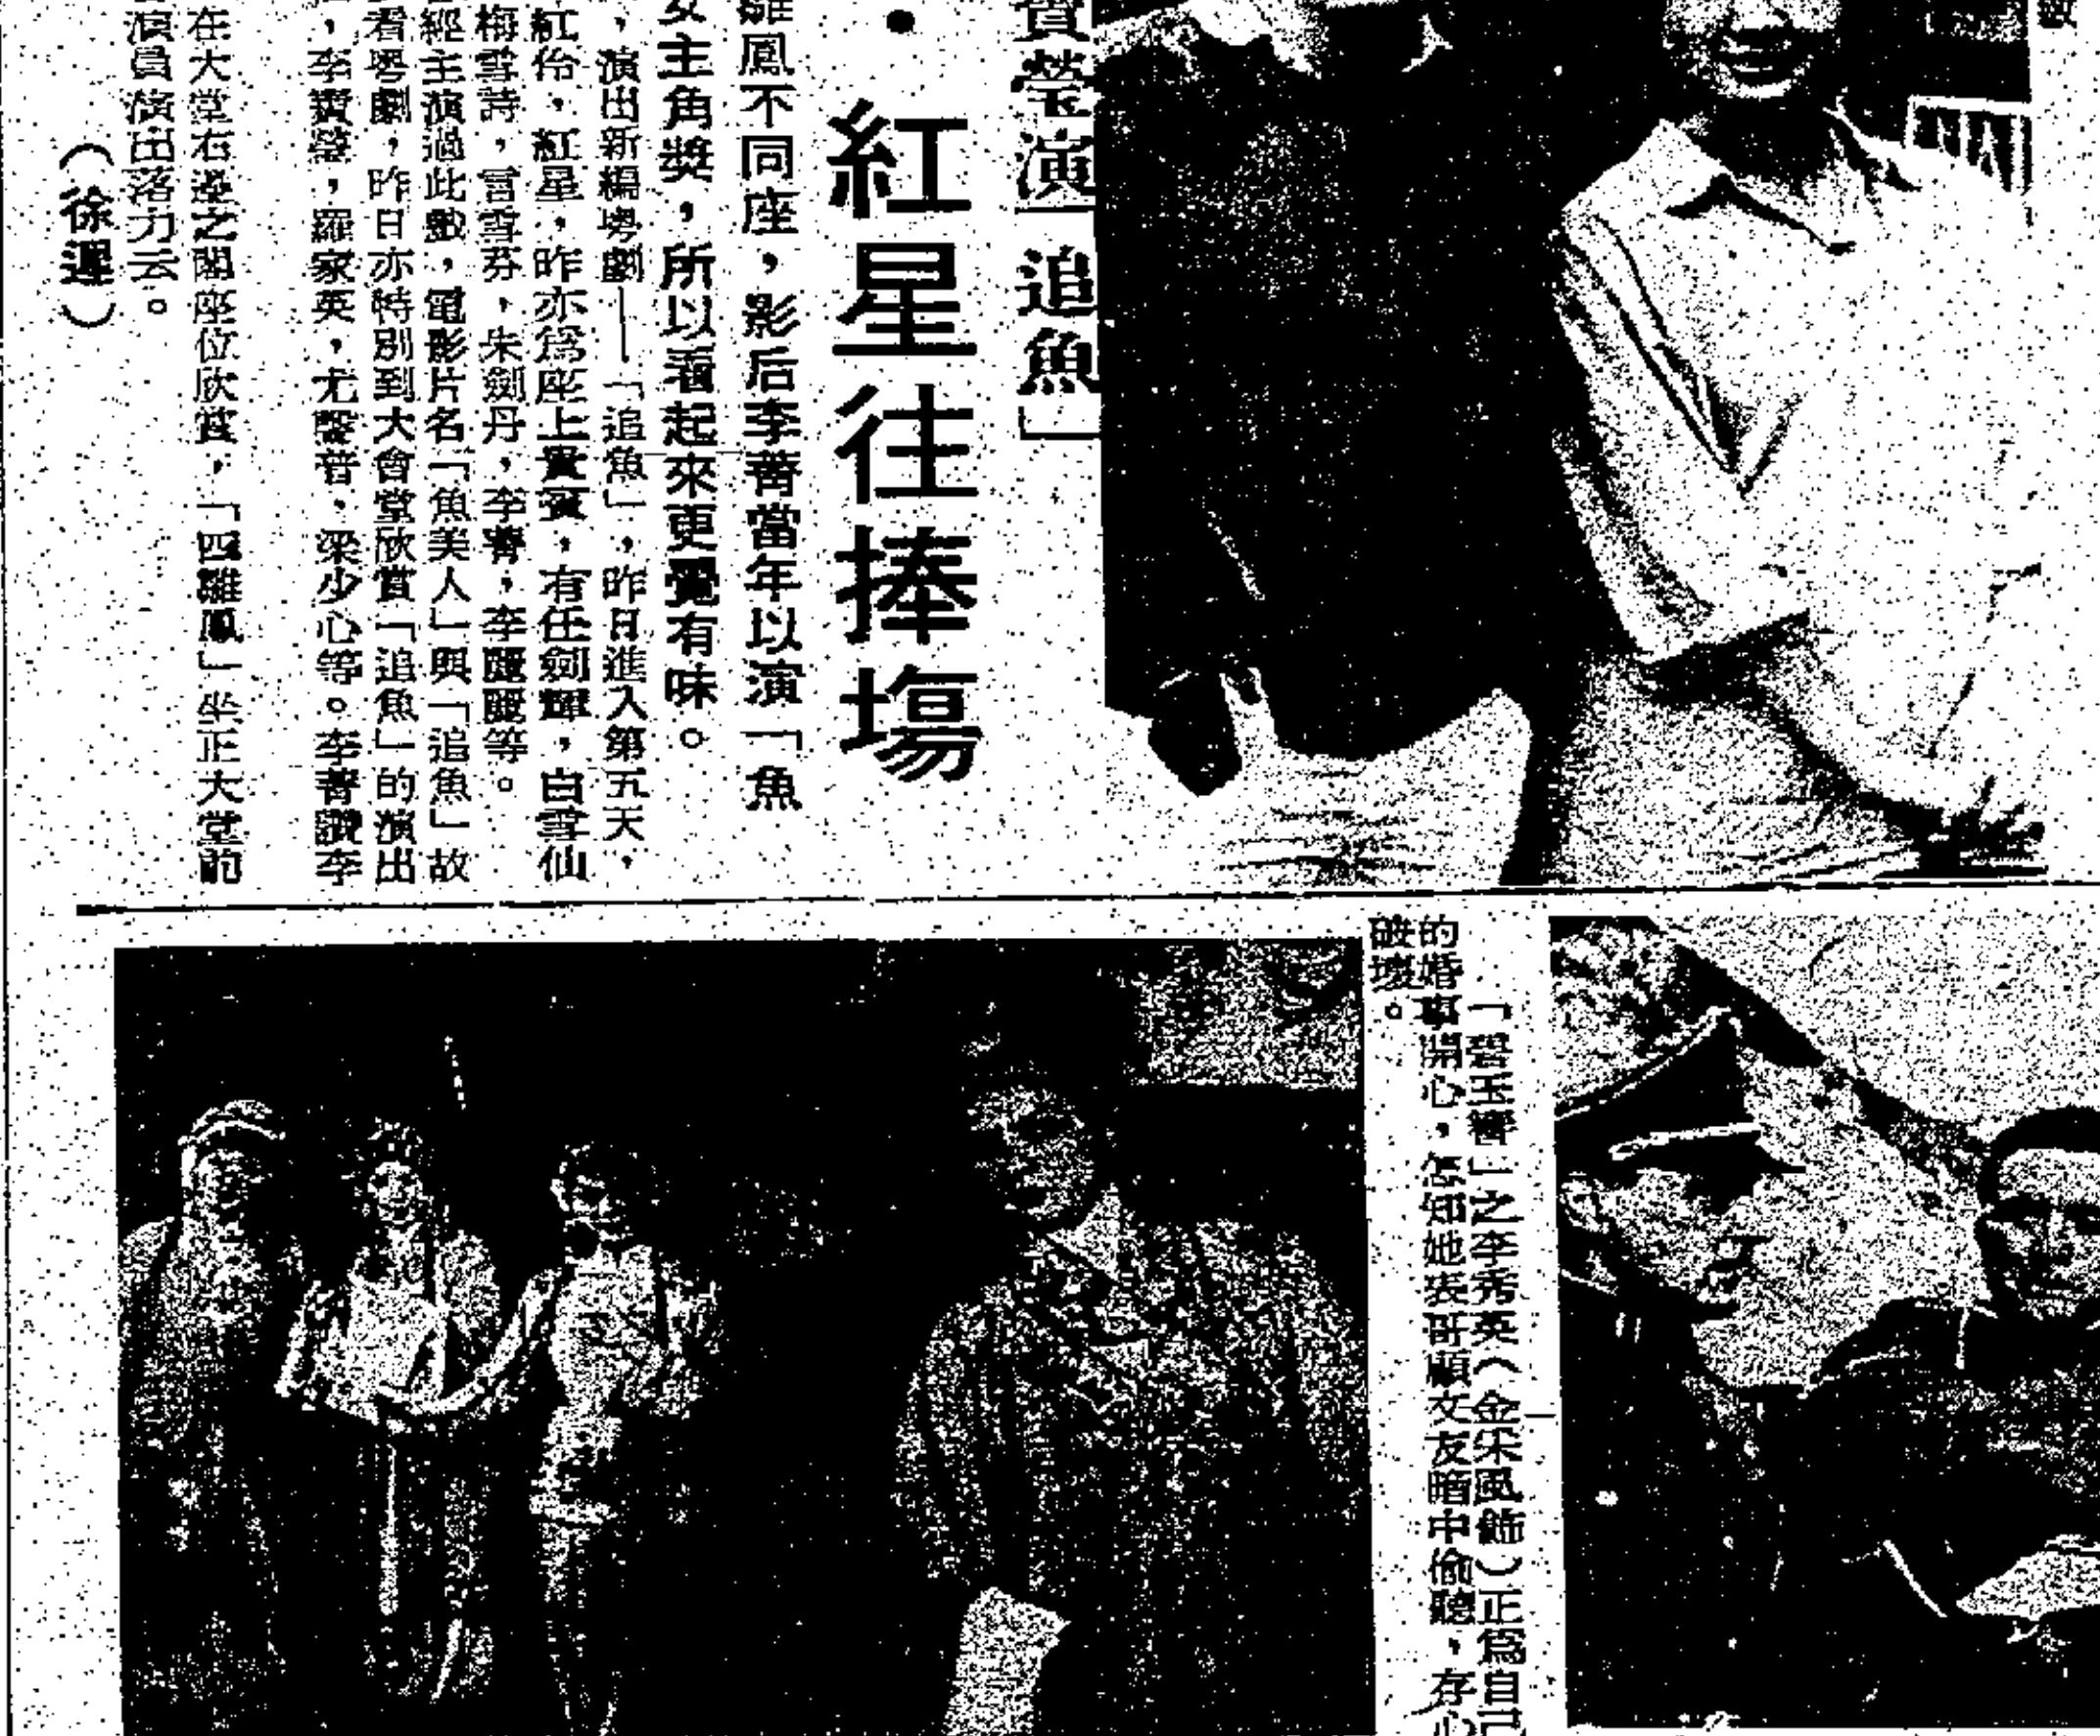 寶瑩演「追魚」
・紅星往捧場
雛鳳不同座，影后李菁當年以演「魚
女主角獎，所以看起來更覺有味。
，演出新編粤劇——「追魚」，昨日進入第五天，
紅伶，紅星，昨亦爲座上貴賓，有任劍輝，白雪仙
梅雪詩，言雪芬，朱劍丹，李菁，李麗麗等。
經主演過此戲，電影片名「魚美人」與「追魚」故
看粤劇，昨日亦特別到大會堂欣賞「追魚」的演出
，李寶瑩，羅家英，尤聲普，梁少心等。李菁讚李
在大堂右邊之閣座位欣賞，「四雛鳳」坐正大堂前
演員演出落力云。
（徐遲）
「碧玉簪」之李秀英（金采風飾）正爲自己
的婚事開心，怎知她表哥顧文友暗中偷聽，存心
破壞。